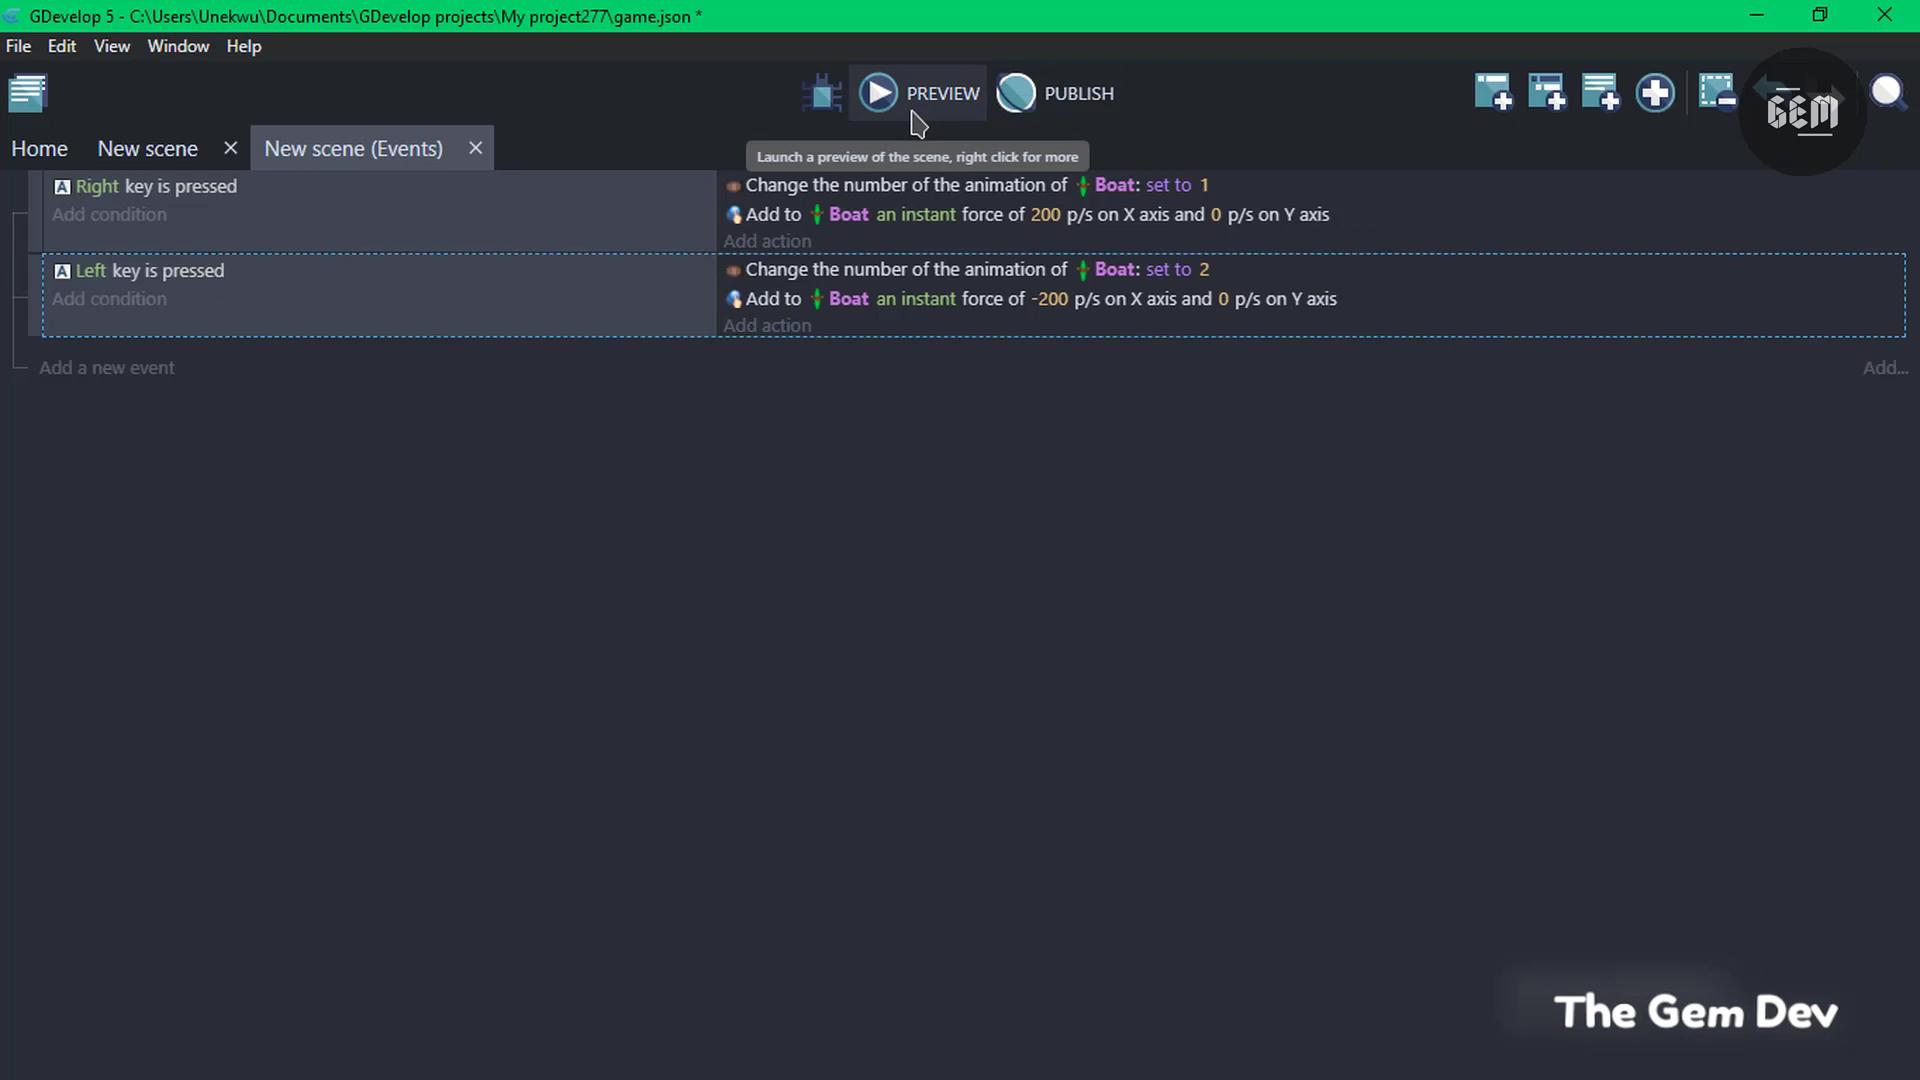 GDevelop 5 - C:\Users\Unekwu\Documents\GDevelop projects\My project277\game.json *
File Edit View Window Help
PREVIEW PUBLISH
GEM
Home New scene New scene (Events)
Launch a preview of the scene, right click for more
Right key is pressed
Change the number of the animation of Boat: set to 1
Add condition
Add to Boat an instant force of 200 p/s on X axis and 0 p/s on Y axis
Add action
Left key is pressed
Change the number of the animation of Boat: set to 2
Add condition
Add to Boat an instant force of -200 p/s on X axis and 0 p/s on Y axis
Add action
Add a new event
Add...
The Gem Dev